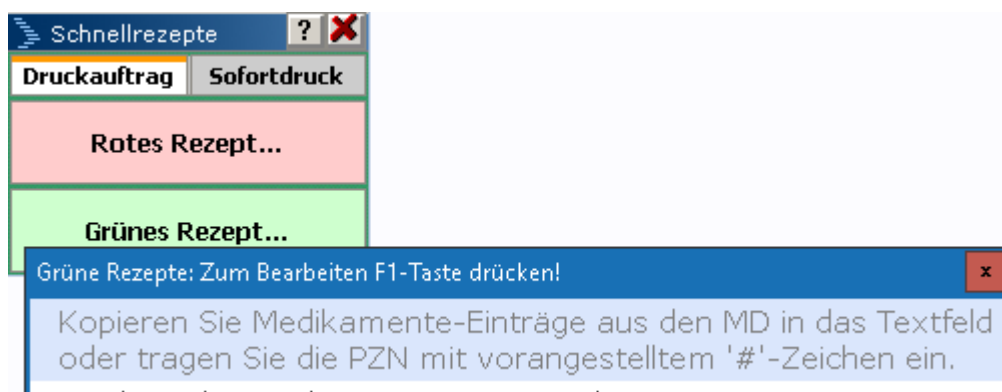 Schnellrezepte ?
Druckauftrag Sofortdruck
Rotes Rezept...
Grünes Rezept...
Grüne Rezepte: Zum Bearbeiten F1-Taste drücken! x
Kopieren Sie Medikamente-Einträge aus den MD in das Textfeld
oder tragen Sie die PZN mit vorangestelltem '#'-Zeichen ein.